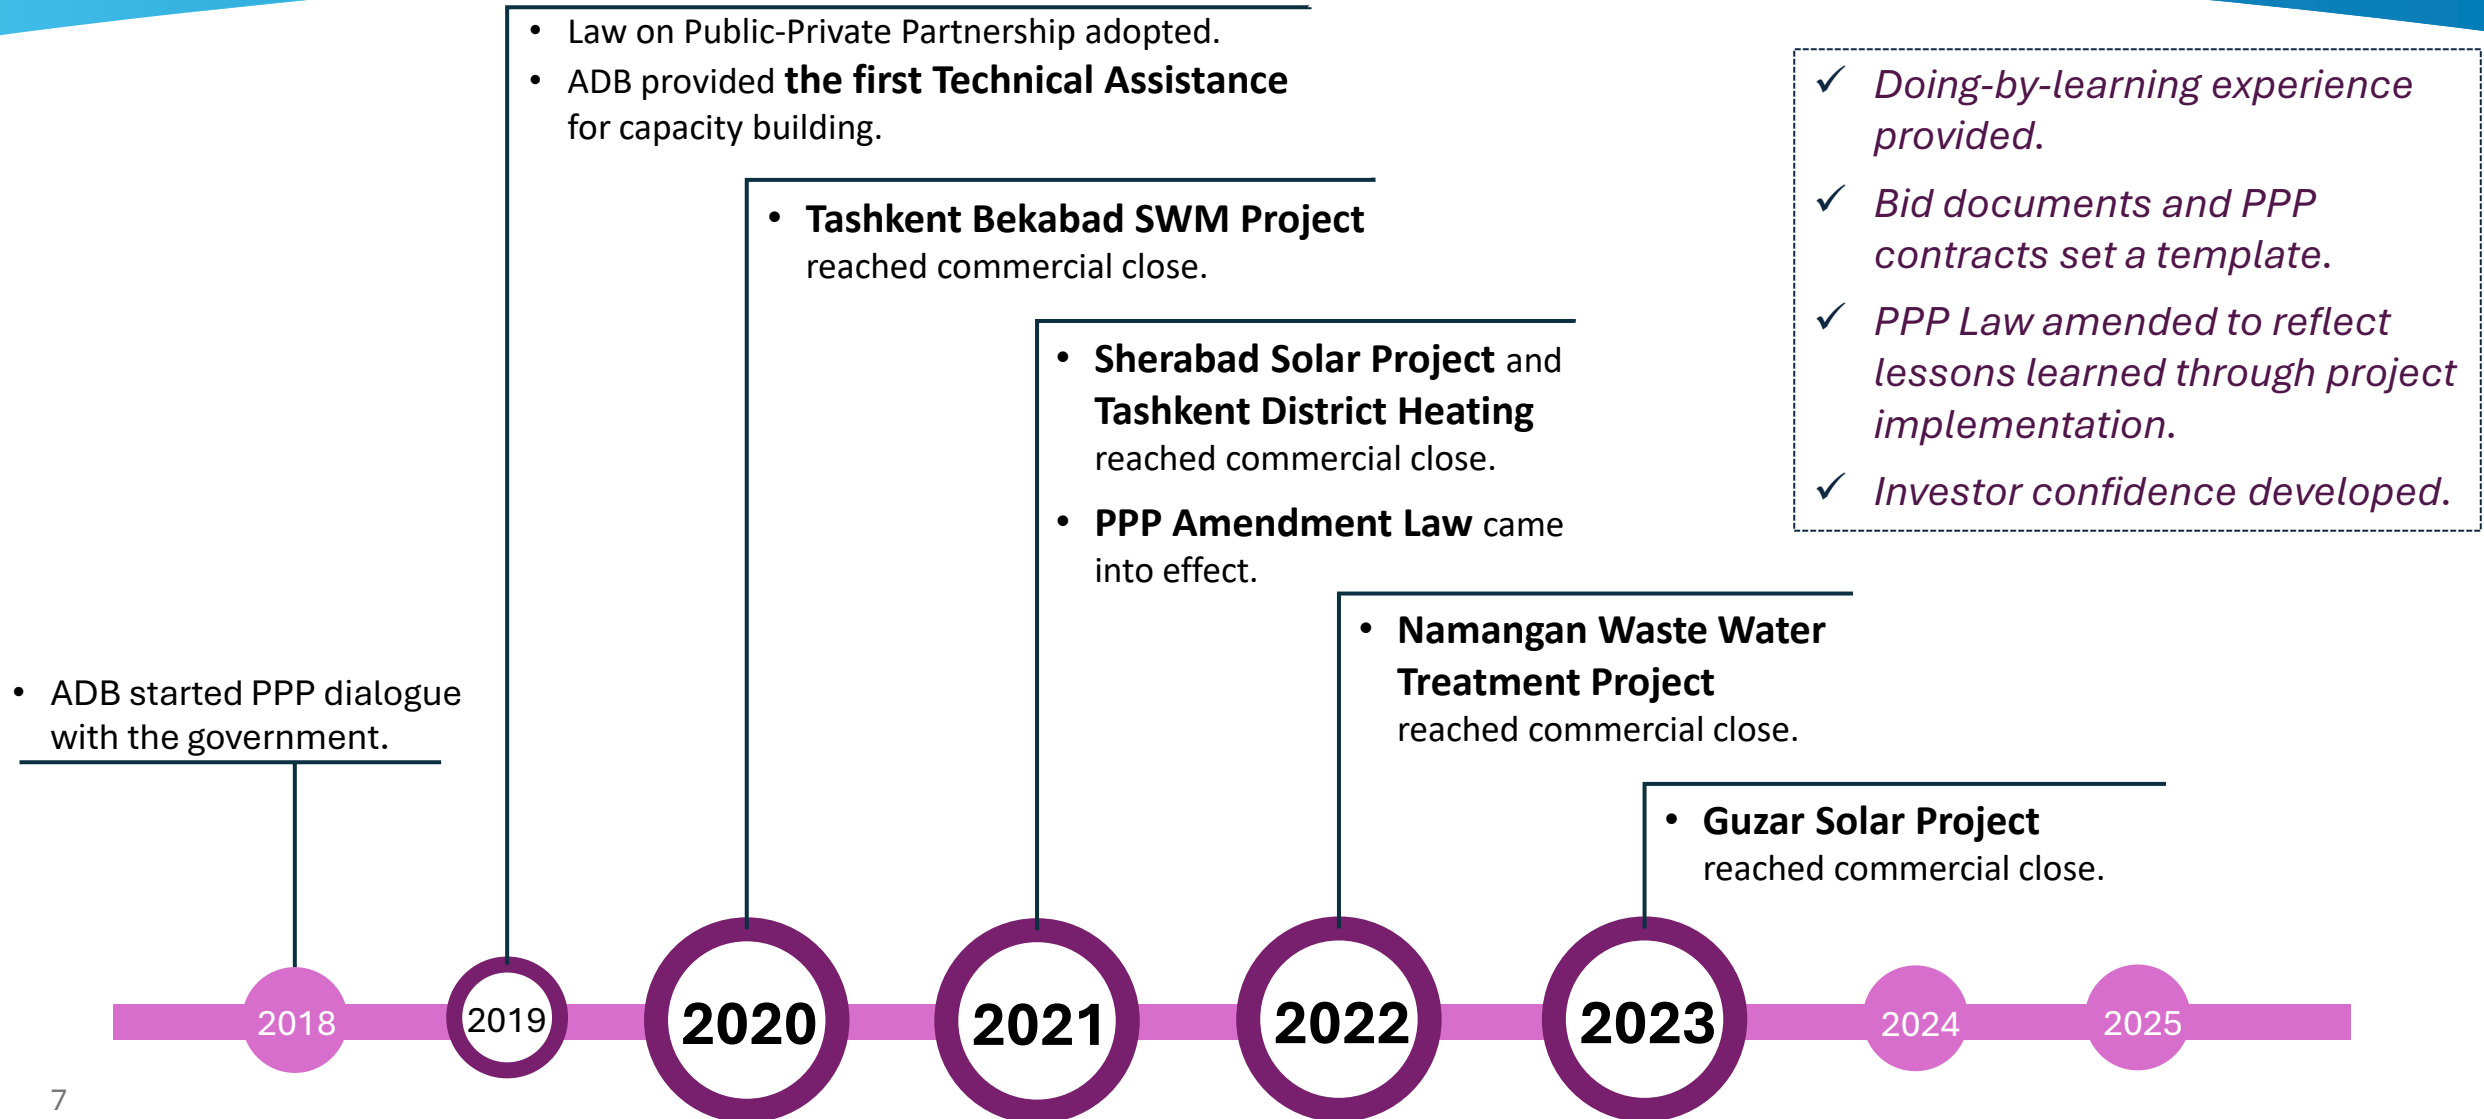 • Law on Public-Private Partnership adopted.
• ADB provided the first Technical Assistance
for capacity building.
✓ Doing-by-learning experience
provided.
✓ Bid documents and PPP
contracts set a template.
✓ PPP Law amended to reflect
lessons learned through project
implementation.
✓ Investor confidence developed.
• Tashkent Bekabad SWM Project
reached commercial close.
• Sherabad Solar Project and
Tashkent District Heating
reached commercial close.
• PPP Amendment Law came
into effect.
• Namangan Waste Water
Treatment Project
reached commercial close.
• ADB started PPP dialogue
with the government.
• Guzar Solar Project
reached commercial close.
2018
2019
2020
2021
2022
2023
2024
2025
7